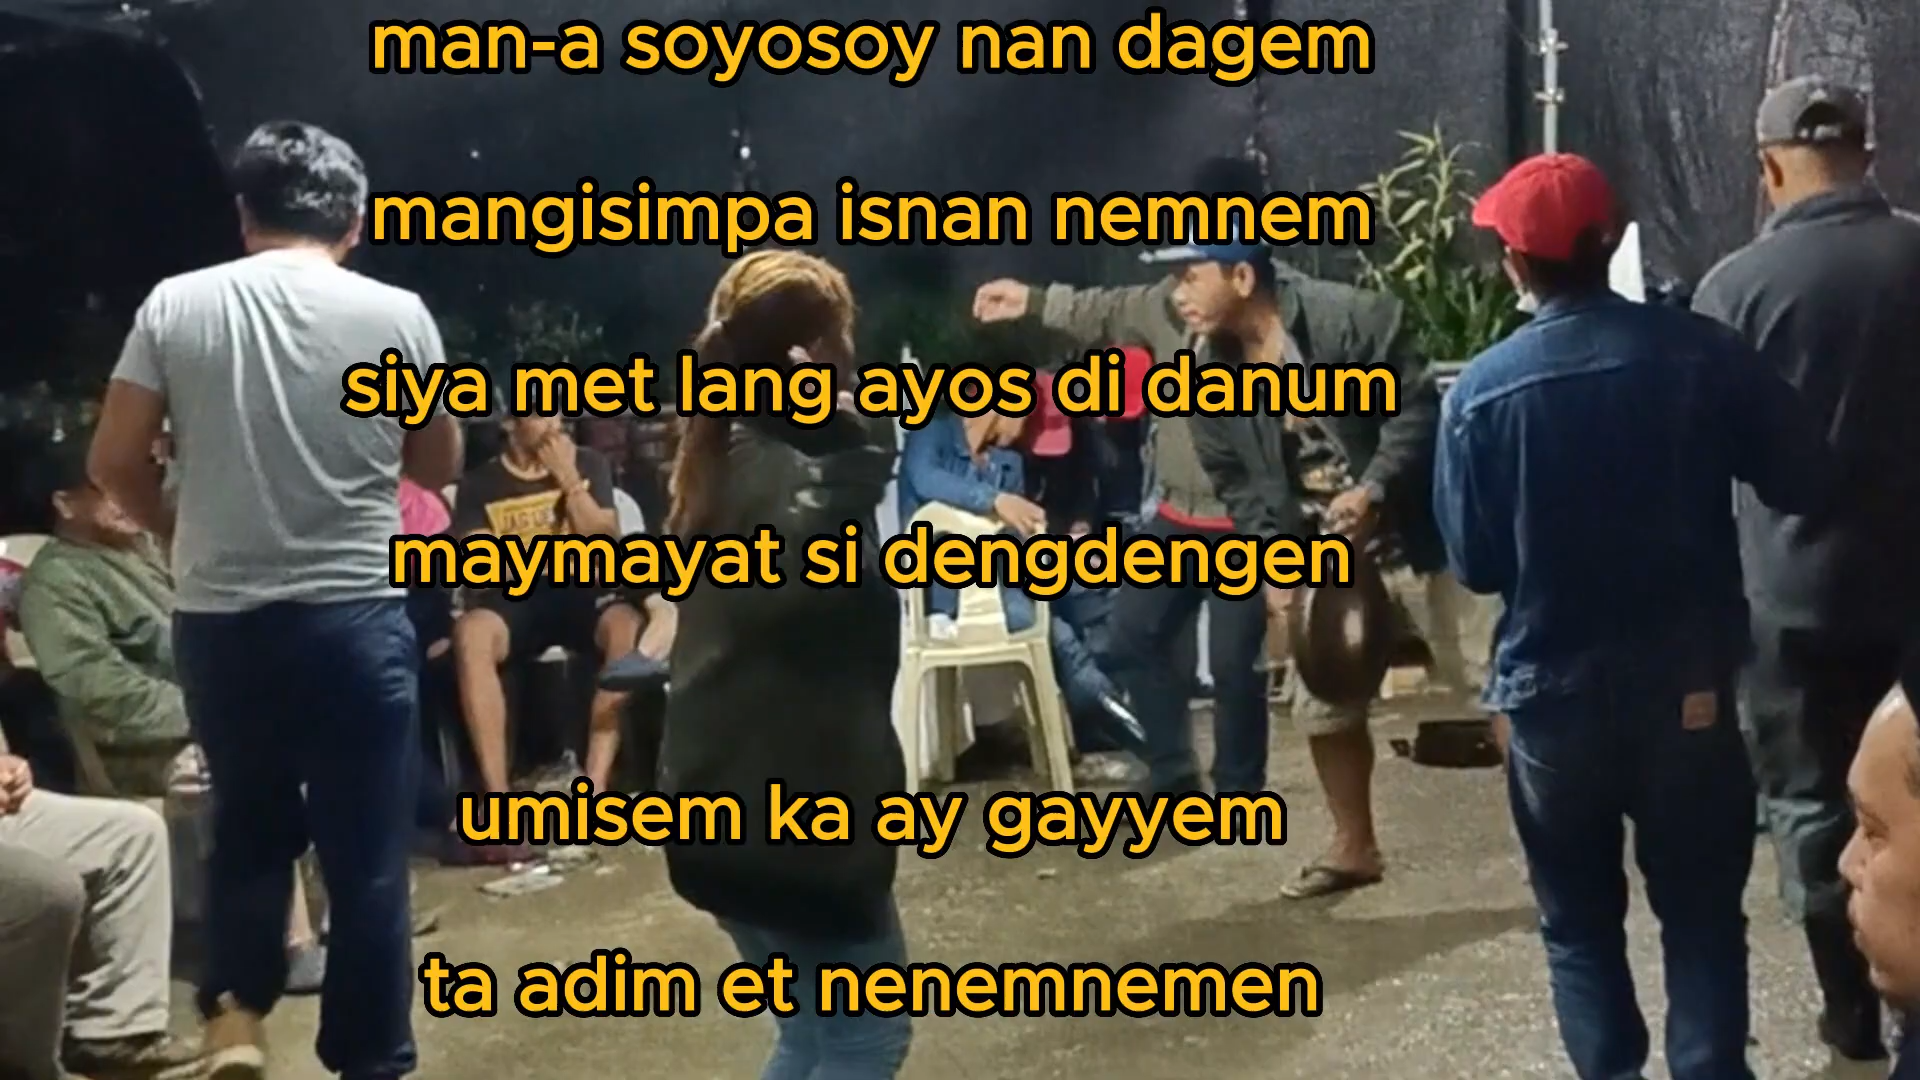 man-a soyosoy nan dagem
mangisimpa isnan nemnem
siya met lang ayos di danum
maymayat si dengdengen
umisem ka ay gayyem
ta adim et nenemnemen